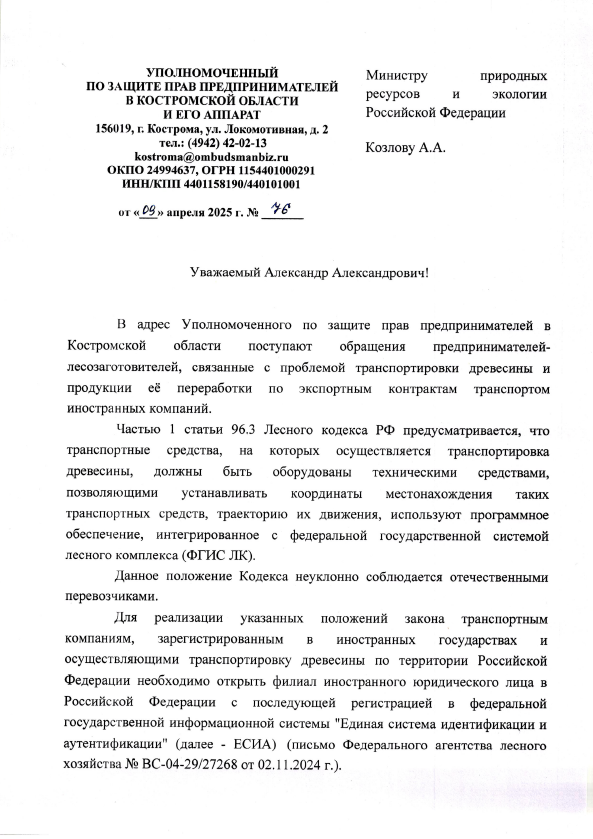 УПОЛНОМОЧЕННЫЙ
ПО ЗАЩИТЕ ПРАВ ПРЕДПРИНИМАТЕЛЕЙ
В КОСТРОМСКОЙ ОБЛАСТИ
И ЕГО АППАРАТ
156019, г. Кострома, ул. Локомотивная, д. 2
тел.: (4942) 42-02-13
kostroma@ombudsmanbiz.ru
ОКПО 24994637, ОГРН 1154401000291
ИНН/КПП 4401158190/440101001
от «09» апреля 2025 г. № 76
Министру природных
ресурсов и экологии
Российской Федерации
Козлову А.А.
Уважаемый Александр Александрович!
В адрес Уполномоченного по защите прав предпринимателей в
Костромской области поступают обращения предпринимателей-
лесозаготовителей, связанные с проблемой транспортировки древесины и
продукции её переработки по экспортным контрактам транспортом
иностранных компаний.
Частью 1 статьи 96.3 Лесного кодекса РФ предусматривается, что
транспортные средства, на которых осуществляется транспортировка
древесины, должны быть оборудованы техническими средствами,
позволяющими устанавливать координаты местонахождения таких
транспортных средств, траекторию их движения, используют программное
обеспечение, интегрированное с федеральной государственной системой
лесного комплекса (ФГИС ЛК).
Данное положение Кодекса неуклонно соблюдается отечественными
перевозчиками.
Для реализации указанных положений закона транспортным
компаниям, зарегистрированным в иностранных государствах и
осуществляющими транспортировку древесины по территории Российской
Федерации необходимо открыть филиал иностранного юридического лица в
Российской Федерации с последующей регистрацией в федеральной
государственной информационной системы "Единая система идентификации и
аутентификации" (далее - ЕСИА) (письмо Федерального агентства лесного
хозяйства № ВС-04-29/27268 от 02.11.2024 г.).